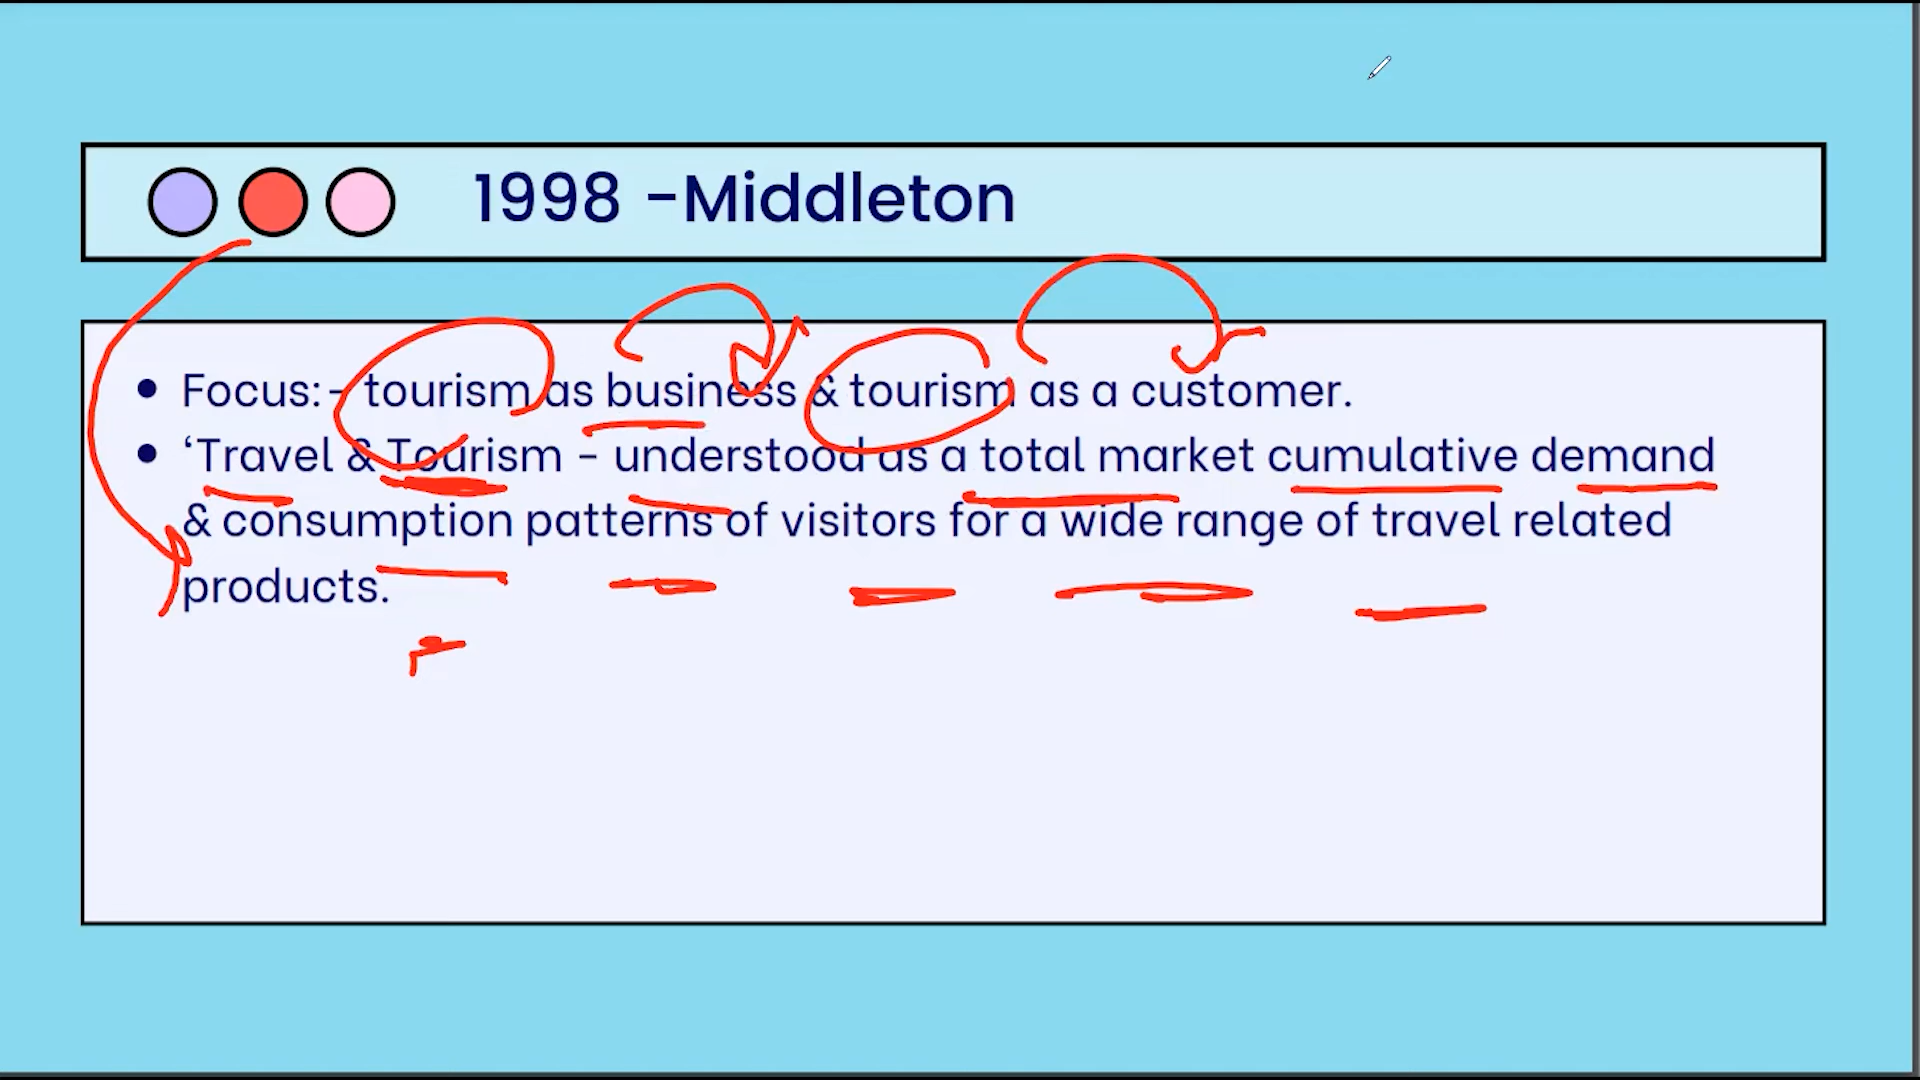 1998 -Middleton
• Focus:- tourism as business & tourism as a customer.
• ‘Travel & Tourism - understood as a total market cumulative demand
& consumption patterns of visitors for a wide range of travel related
products.